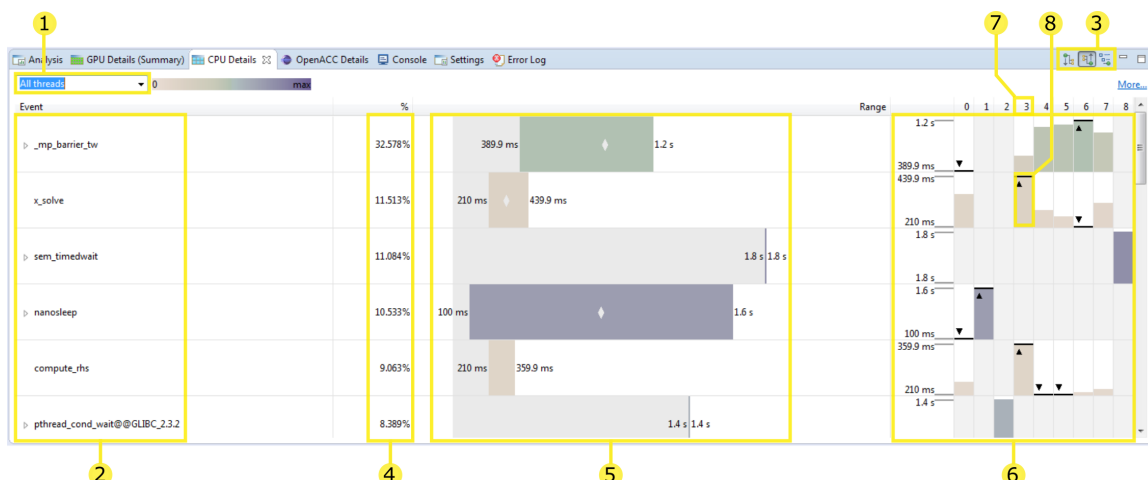 1 7 8 3
Analysis GPU Details (Summary) CPU Details OpenACC Details Console Settings Error Log
All threads 0 max More...
Event % Range 0 1 2 3 4 5 6 7 8
_mp_barrier_tw 32.578% 389.9 ms 1.2 s 1.2 s 389.9 ms
x_solve 11.513% 210 ms 439.9 ms 439.9 ms 210 ms
sem_timedwait 11.084% 1.8 s 1.8 s 1.8 s 1.8 s
nanosleep 10.533% 100 ms 1.6 s 1.6 s 100 ms
compute_rhs 9.063% 210 ms 359.9 ms 359.9 ms 210 ms
pthread_cond_wait@@GLIBC_2.3.2 8.389% 1.4 s 1.4 s 1.4 s
2 4 5 6